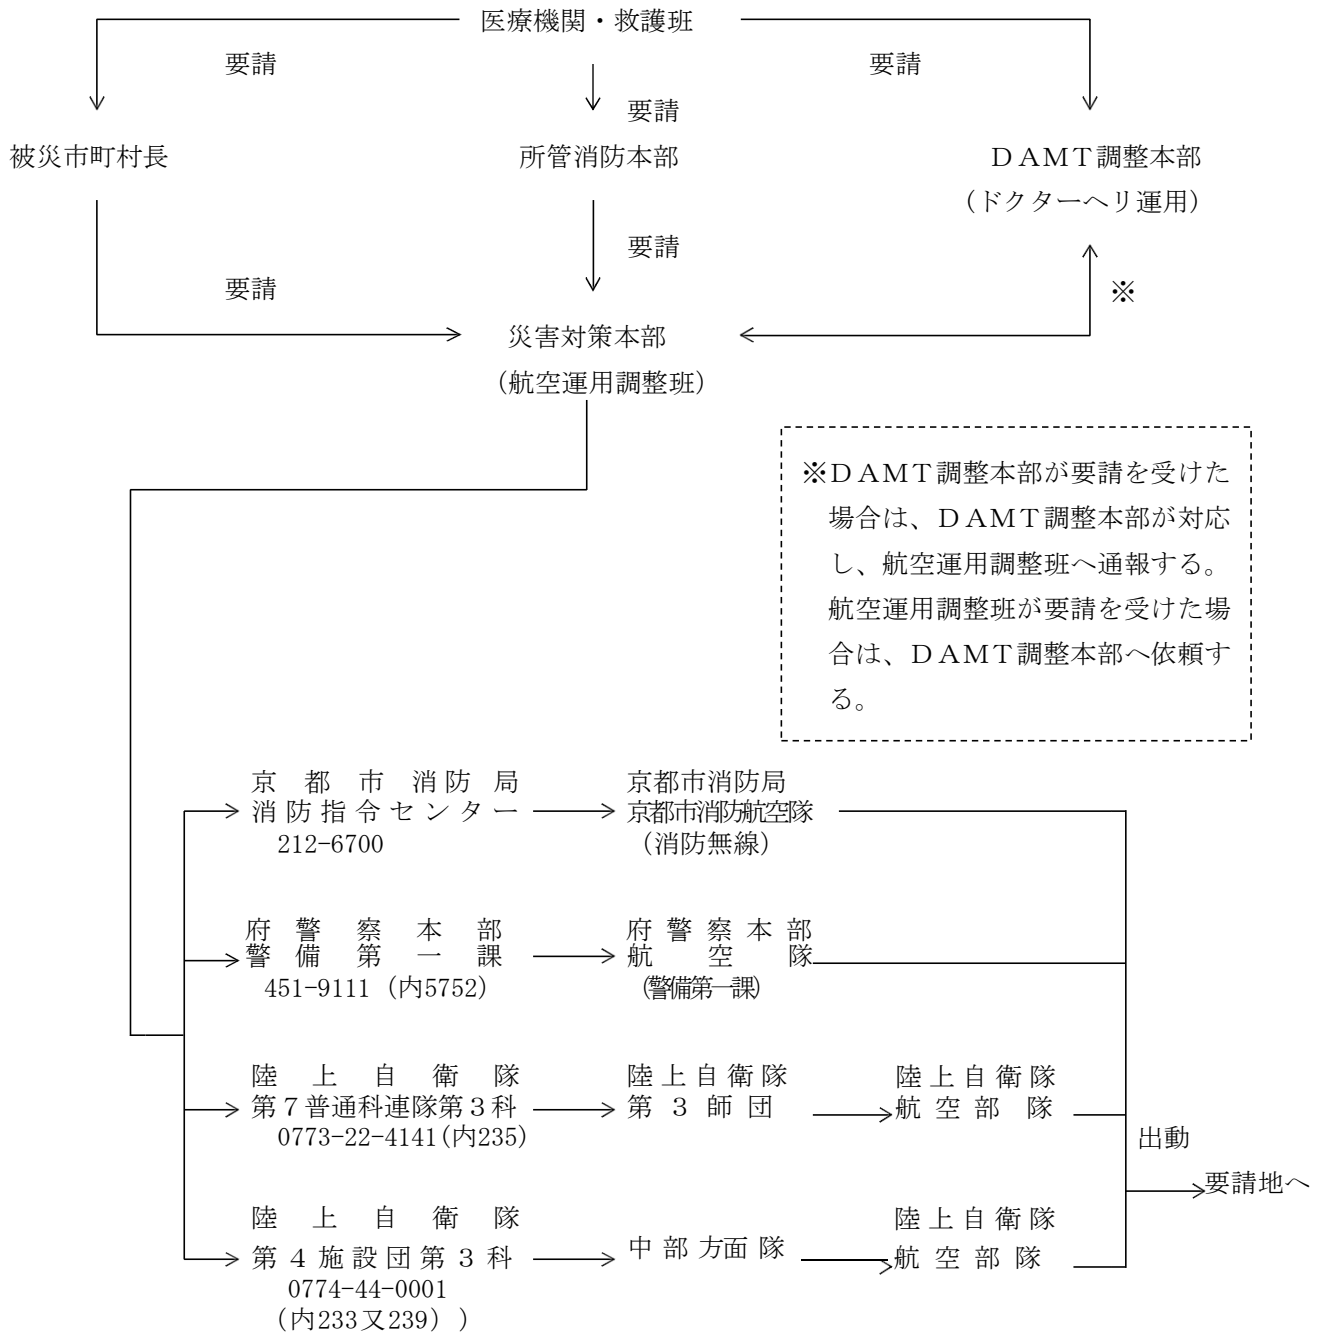 医療機関・救護班
要請
要請
要請
被災市町村長
所管消防本部
ＤＡＭＴ調整本部
（ドクターヘリ運用）
要請
要請
※
災害対策本部
（航空運用調整班）
※ＤＡＭＴ調整本部が要請を受けた
場合は、ＤＡＭＴ調整本部が対応
し、航空運用調整班へ通報する。
航空運用調整班が要請を受けた場
合は、ＤＡＭＴ調整本部へ依頼す
る。
京都市消防局
消防指令センター
212-6700
京都市消防局
京都市消防航空隊
（消防無線）
府警察本部
警備第一課
451-9111（内5752）
府警察本部
航空隊
（警備第一課）
陸上自衛隊
第７普通科連隊第３科
0773-22-4141(内235)
陸上自衛隊
第３師団
陸上自衛隊
航空部隊
出動
要請地へ
陸上自衛隊
第４施設団第３科
0774-44-0001
（内233又239））
中部方面隊
陸上自衛隊
航空部隊